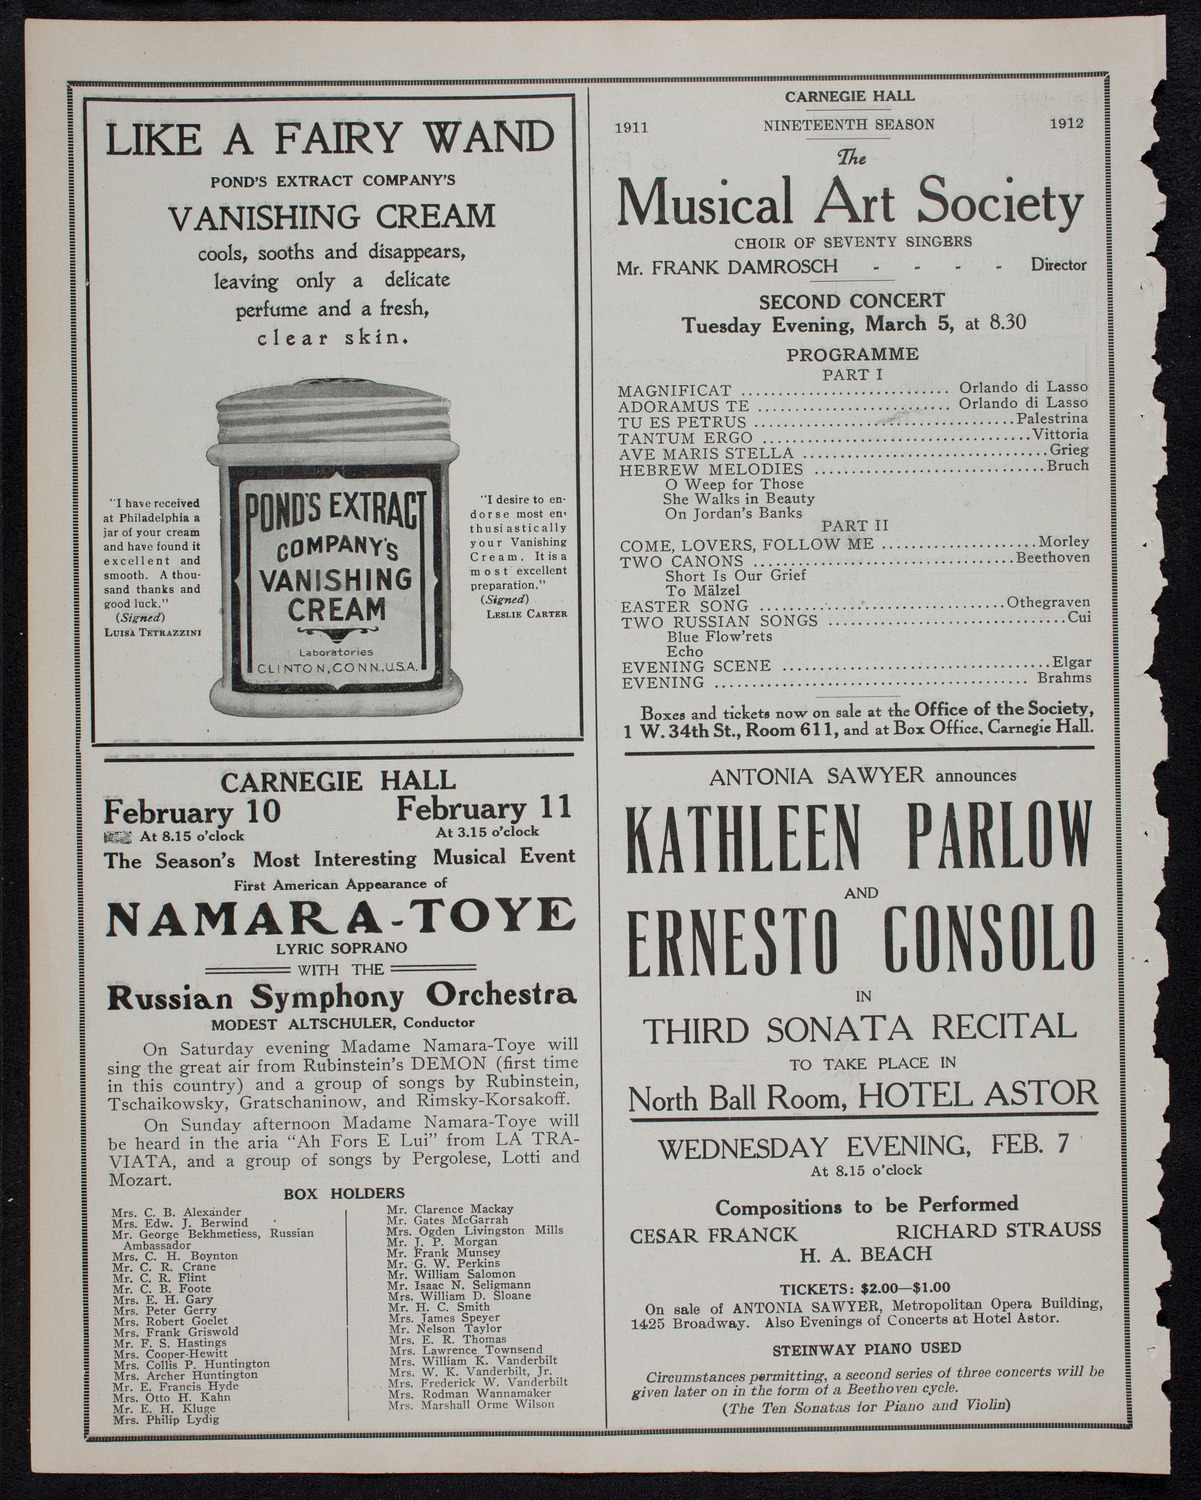 LIKE A FAIRY WAND
POND'S EXTRACT COMPANY'S
VANISHING CREAM
cools, sooths and disappears,
leaving only a delicate
perfume and a fresh,
clear skin.
"I have received
at Philadelphia a
jar of your cream
and have found it
excellent and
smooth. A thou-
sand thanks and
good luck."
(Signed)
LUISA TETRAZZINI
POND'S EXTRACT
COMPANY'S
VANISHING
CREAM
Laboratories
CLINTON, CONN., U.S.A.
"I desire to en-
dorse most en-
thusiastically
your Vanishing
Cream. It is a
most excellent
preparation."
(Signed)
LESLIE CARTER
CARNEGIE HALL
February 10 February 11
At 8.15 o'clock At 3.15 o'clock
The Season's Most Interesting Musical Event
First American Appearance of
NAMARA-TOYE
LYRIC SOPRANO
WITH THE
Russian Symphony Orchestra
MODEST ALTSCHULER, Conductor
On Saturday evening Madame Namara-Toye will
sing the great air from Rubinstein's DEMON (first time
in this country) and a group of songs by Rubinstein,
Tschaikowsky, Gratschaninow, and Rimsky-Korsakoff.
On Sunday afternoon Madame Namara-Toye will
be heard in the aria "Ah Fors E Lui" from LA TRA-
VIATA, and a group of songs by Pergolese, Lotti and
Mozart.
BOX HOLDERS
Mrs. C. B. Alexander
Mrs. Edw. J. Berwind
Mr. George Bekhmetiess, Russian
Ambassador
Mrs. C. H. Boynton
Mr. C. R. Crane
Mr. C. R. Flint
Mr. C. B. Foote
Mrs. E. H. Gary
Mrs. Peter Gerry
Mrs. Robert Goelet
Mrs. Frank Griswold
Mr. F. S. Hastings
Mrs. Cooper-Hewitt
Mrs. Collis P. Huntington
Mrs. Archer Huntington
Mr. E. Francis Hyde
Mrs. Otto H. Kahn
Mr. E. H. Kluge
Mrs. Philip Lydig
Mr. Clarence Mackay
Mr. Gates McGarrah
Mrs. Ogden Livingston Mills
Mr. J. P. Morgan
Mr. Frank Munsey
Mr. G. W. Perkins
Mr. William Salomon
Mr. Isaac N. Seligmann
Mrs. William D. Sloane
Mr. H. C. Smith
Mrs. James Speyer
Mr. Nelson Taylor
Mrs. E. R. Thomas
Mrs. Lawrence Townsend
Mrs. William K. Vanderbilt
Mrs. W. K. Vanderbilt, Jr.
Mrs. Frederick W. Vanderbilt
Mrs. Rodman Wannamaker
Mrs. Marshall Orme Wilson
CARNEGIE HALL
1911 NINETEENTH SEASON 1912
The
Musical Art Society
CHOIR OF SEVENTY SINGERS
Mr. FRANK DAMROSCH - - - - Director
SECOND CONCERT
Tuesday Evening, March 5, at 8.30
PROGRAMME
PART I
MAGNIFICAT ............ Orlando di Lasso
ADORAMUS TE ............ Orlando di Lasso
TU ES PETRUS ............ Palestrina
TANTUM ERGO ............ Vittoria
AVE MARIS STELLA ............ Grieg
HEBREW MELODIES ............ Bruch
O Weep for Those
She Walks in Beauty
On Jordan's Banks
PART II
COME, LOVERS, FOLLOW ME ............ Morley
TWO CANONS ............ Beethoven
Short Is Our Grief
To Mälzel
EASTER SONG ............ Othegraven
TWO RUSSIAN SONGS ............ Cui
Blue Flow'rets
Echo
EVENING SCENE ............ Elgar
EVENING ............ Brahms
Boxes and tickets now on sale at the Office of the Society,
1 W. 34th St., Room 611, and at Box Office, Carnegie Hall.
ANTONIA SAWYER announces
KATHLEEN PARLOW
AND
ERNESTO CONSOLO
IN
THIRD SONATA RECITAL
TO TAKE PLACE IN
North Ball Room, HOTEL ASTOR
WEDNESDAY EVENING, FEB. 7
At 8.15 o'clock
Compositions to be Performed
CESAR FRANCK RICHARD STRAUSS
H. A. BEACH
TICKETS: $2.00—$1.00
On sale of ANTONIA SAWYER, Metropolitan Opera Building,
1425 Broadway. Also Evenings of Concerts at Hotel Astor.
STEINWAY PIANO USED
Circumstances permitting, a second series of three concerts will be
given later on in the form of a Beethoven cycle.
(The Ten Sonatas for Piano and Violin)